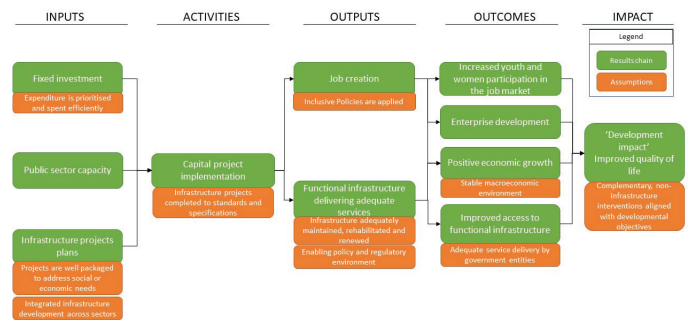 INPUTS
ACTIVITIES
OUTPUTS
OUTCOMES
IMPACT
Legend
Results chain
Assumptions
Fixed investment
Expenditure is prioritised
and spent efficiently
Public sector capacity
Infrastructure projects
plans
Projects are well packaged
to address social or
economic needs
Integrated infrastructure
development across sectors
Capital project
implementation
Infrastructure projects
completed to standards and
specifications
Job creation
Inclusive Policies are applied
Functional infrastructure
delivering adequate
services
Infrastructure adequately
maintained, rehabilitated and
renewed
Enabling policy and regulatory
environment
Increased youth and
women participation in
the job market
Enterprise development
Positive economic growth
Stable macroeconomic
environment
Improved access to
functional infrastructure
Adequate service delivery by
government entities
'Development
impact'
Improved quality of
life
Complementary, non-
infrastructure
interventions aligned
with developmental
objectives